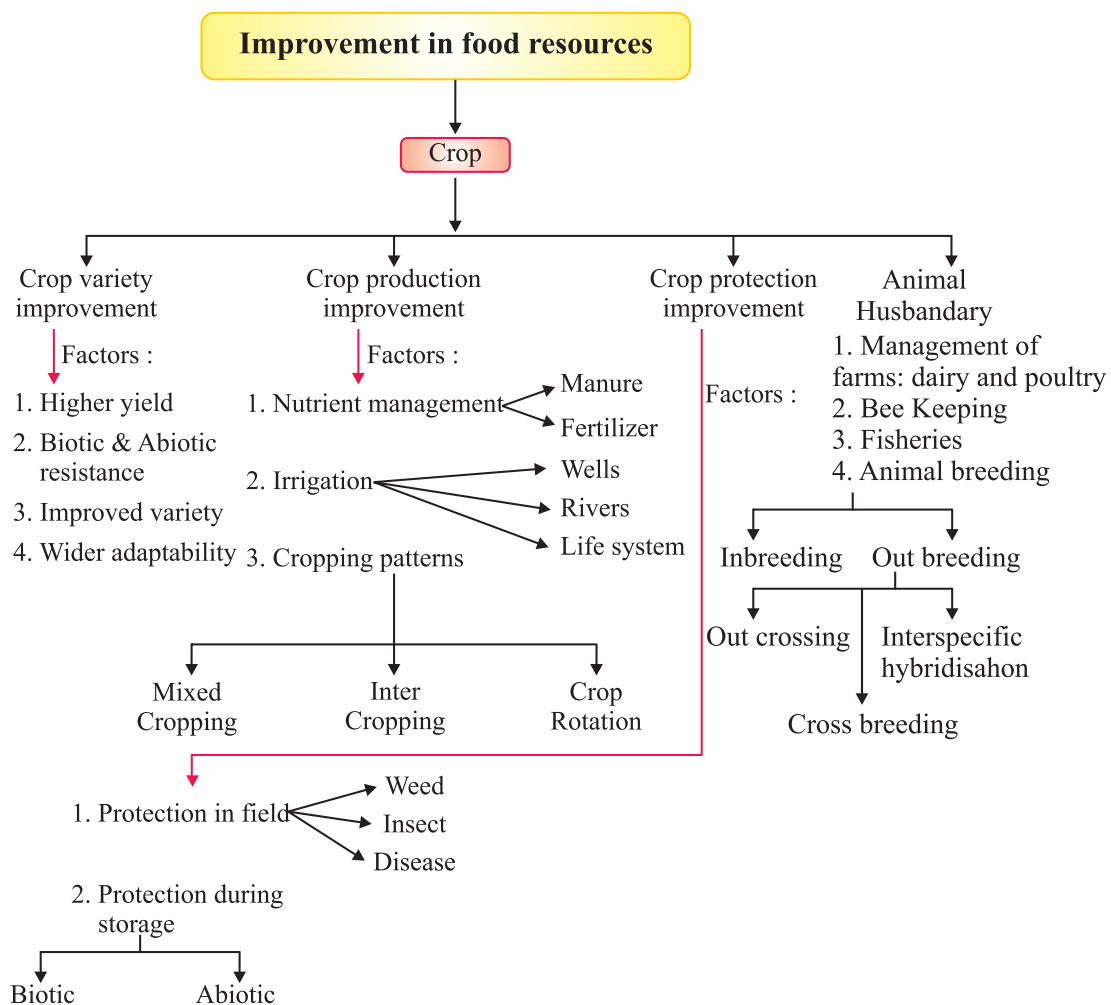 Improvement in food resources
Crop
Crop variety
improvement
Factors :
1. Higher yield
2. Biotic & Abiotic
resistance
3. Improved variety
4. Wider adaptability
Crop production
improvement
Factors :
1. Nutrient management
Manure
Fertilizer
2. Irrigation
Wells
Rivers
Life system
3. Cropping patterns
Mixed
Cropping
Inter
Cropping
Crop
Rotation
Crop protection
improvement
Factors :
1. Protection in field
Weed
Insect
Disease
2. Protection during
storage
Biotic
Abiotic
Animal
Husbandary
1. Management of
farms: dairy and poultry
2. Bee Keeping
3. Fisheries
4. Animal breeding
Inbreeding
Out breeding
Out crossing
Interspecific
hybridisahon
Cross breeding